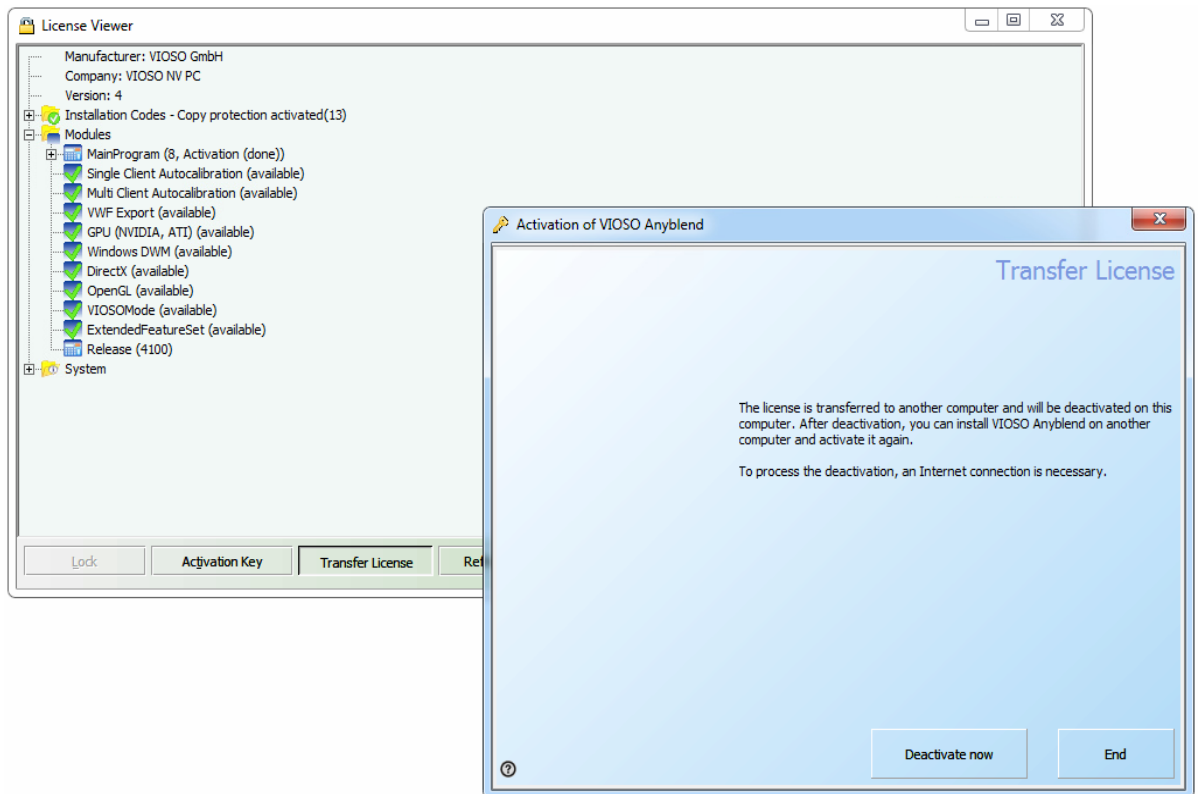 License Viewer
Manufacturer: VIOSO GmbH
Company: VIOSO NV PC
Version: 4
Installation Codes - Copy protection activated(13)
Modules
MainProgram (8, Activation (done))
Single Client Autocalibration (available)
Multi Client Autocalibration (available)
VWF Export (available)
GPU (NVIDIA, ATI) (available)
Windows DWM (available)
DirectX (available)
OpenGL (available)
VIOSOMode (available)
ExtendedFeatureSet (available)
Release (4100)
System
Lock Activation Key Transfer License
Activation of VIOSO Anyblend
Transfer License
The license is transferred to another computer and will be deactivated on this
computer. After deactivation, you can install VIOSO Anyblend on another
computer and activate it again.
To process the deactivation, an Internet connection is necessary.
Deactivate now End